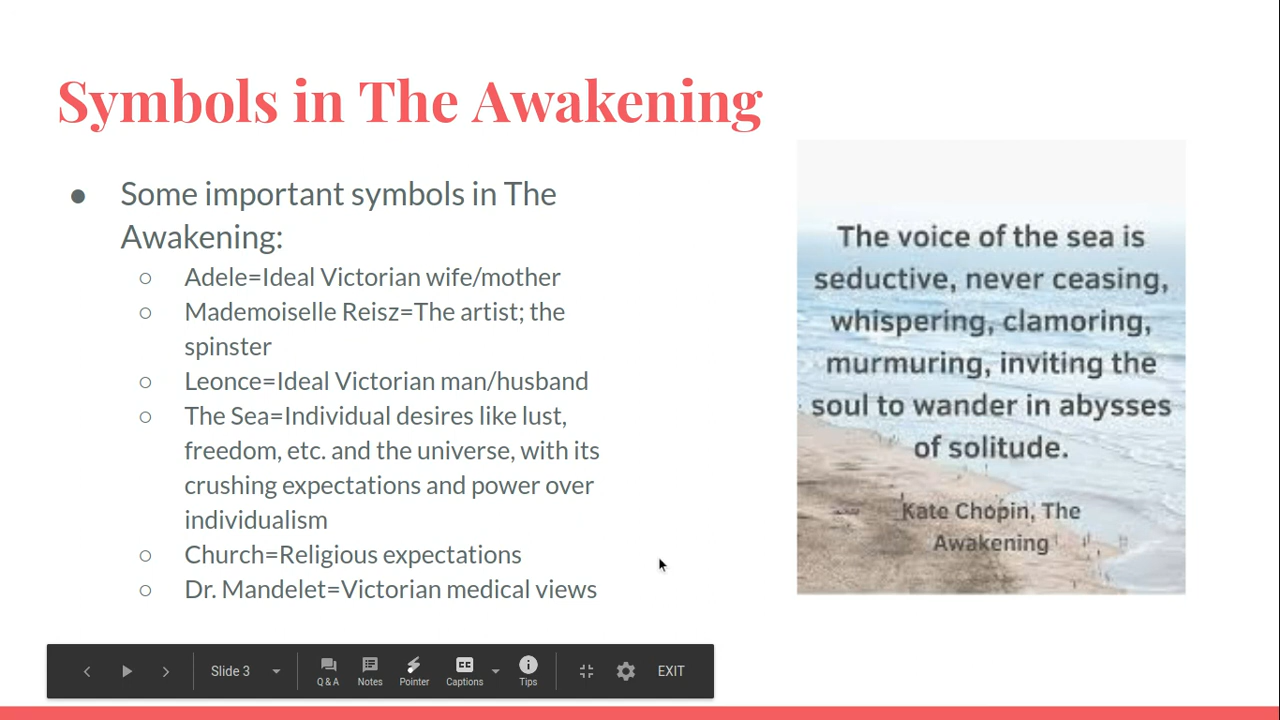 Symbols in The Awakening
● Some important symbols in The
Awakening:
○ Adele=Ideal Victorian wife/mother
○ Mademoiselle Reisz=The artist; the
spinster
○ Leonce=Ideal Victorian man/husband
○ The Sea=Individual desires like lust,
freedom, etc. and the universe, with its
crushing expectations and power over
individualism
○ Church=Religious expectations
○ Dr. Mandelet=Victorian medical views
The voice of the sea is
seductive, never ceasing,
whispering, clamoring,
murmuring, inviting the
soul to wander in abysses
of solitude.
Kate Chopin, The
Awakening
Slide 3
Q & A
Notes
Pointer
CC
Captions
Tips
EXIT